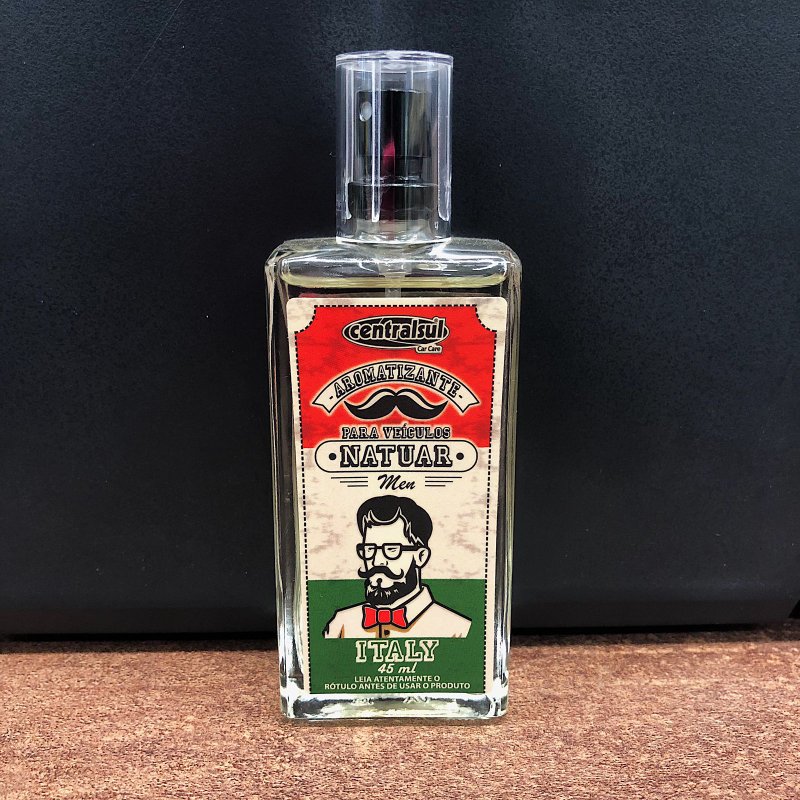 centralsul
Car Care
-AROMATIZANTE-
PARA VEÍCULOS
• NATUAR •
Men
ITALY
45 ml
LEIA ATENTAMENTE O
RÓTULO ANTES DE USAR O PRODUTO